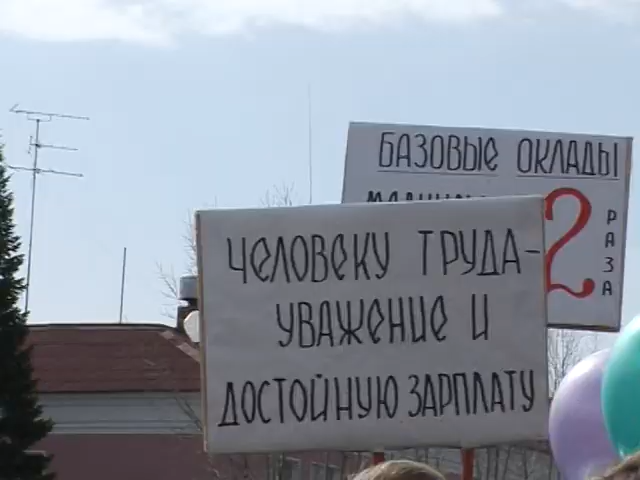 БАЗОВЫЕ ОКЛАДЫ
2 РАЗА
ЧЕЛОВЕКУ ТРУДА-
УВАЖЕНИЕ И
ДОСТОЙНУЮ ЗАРПЛАТУ